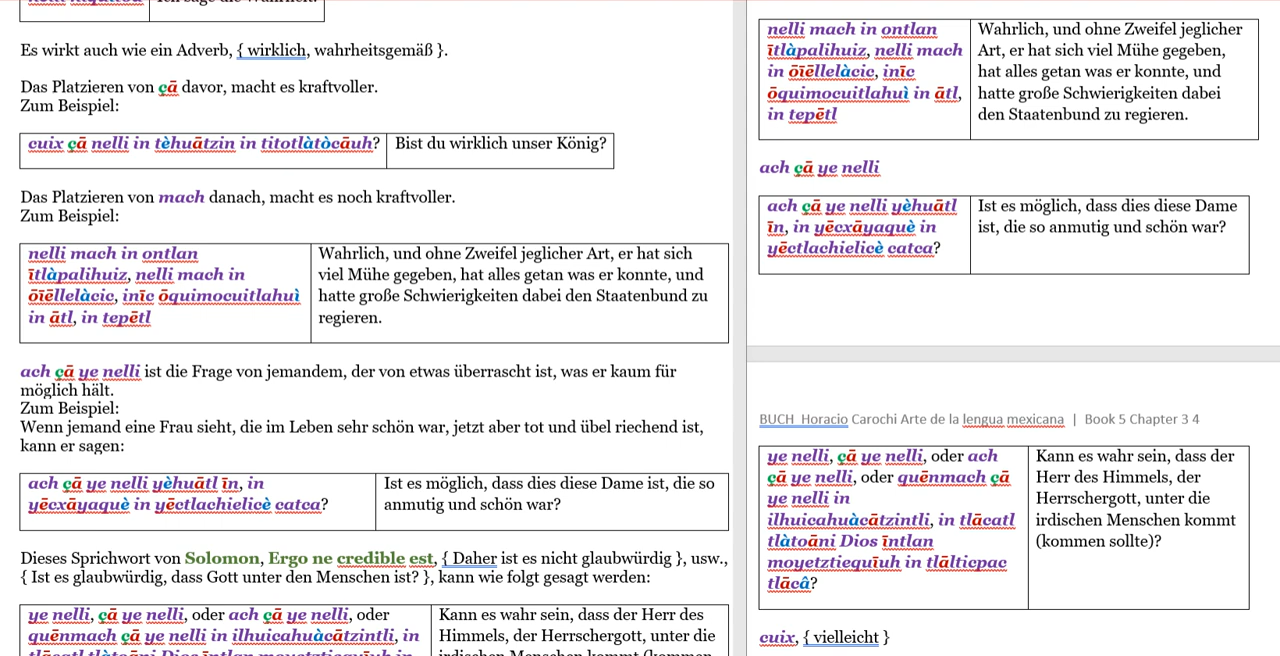 Es wirkt auch wie ein Adverb, { wirklich, wahrheitsgemäß }.
Das Platzieren von çā davor, macht es kraftvoller.
Zum Beispiel:
cuix çā nelli in tèhuātzin in titotlàtòcāuh? Bist du wirklich unser König?
Das Platzieren von mach danach, macht es noch kraftvoller.
Zum Beispiel:
nelli mach in ontlan
ītlàpalihuiz, nelli mach in
ōīēllelàcic, inīc ōquimocuitlahuì
in ātl, in tepētl
Wahrlich, und ohne Zweifel jeglicher Art, er hat sich
viel Mühe gegeben, hat alles getan was er konnte, und
hatte große Schwierigkeiten dabei den Staatenbund zu
regieren.
ach çā ye nelli ist die Frage von jemandem, der von etwas überrascht ist, was er kaum für
möglich hält.
Zum Beispiel:
Wenn jemand eine Frau sieht, die im Leben sehr schön war, jetzt aber tot und übel riechend ist,
kann er sagen:
ach çā ye nelli yèhuātl īn, in
yēcxāyaquè in yēctlachielicè catca?
Ist es möglich, dass dies diese Dame ist, die so
anmutig und schön war?
Dieses Sprichwort von Solomon, Ergo ne credible est, { Daher ist es nicht glaubwürdig }, usw.,
{ Ist es glaubwürdig, dass Gott unter den Menschen ist? }, kann wie folgt gesagt werden:
ye nelli, çā ye nelli, oder ach çā ye nelli, oder
quēnmach çā ye nelli in ilhuicahuàcātzintli, in
Kann es wahr sein, dass der Herr des
Himmels, der Herrschergott, unter die
irdischen Menschen kommt (kommen
nelli mach in ontlan
ītlàpalihuiz, nelli mach
in ōīēllelàcic, inīc
ōquimocuitlahuì in ātl,
in tepētl
Wahrlich, und ohne Zweifel jeglicher
Art, er hat sich viel Mühe gegeben,
hat alles getan was er konnte, und
hatte große Schwierigkeiten dabei
den Staatenbund zu regieren.
ach çā ye nelli
ach çā ye nelli yèhuātl
īn, in yēcxāyaquè in
yēctlachielicè catca?
Ist es möglich, dass dies diese Dame
ist, die so anmutig und schön war?
BUCH Horacio Carochi Arte de la lengua mexicana | Book 5 Chapter 3 4
ye nelli, çā ye nelli, oder ach
çā ye nelli, oder quēnmach çā
ye nelli in
ilhuicahuàcātzintli, in tlācatl
tlàtoāni Dios īntlan
moyetztiequīuh in tlālticpac
tlācâ?
Kann es wahr sein, dass der
Herr des Himmels, der
Herrschergott, unter die
irdischen Menschen kommt
(kommen sollte)?
cuix, { vielleicht }